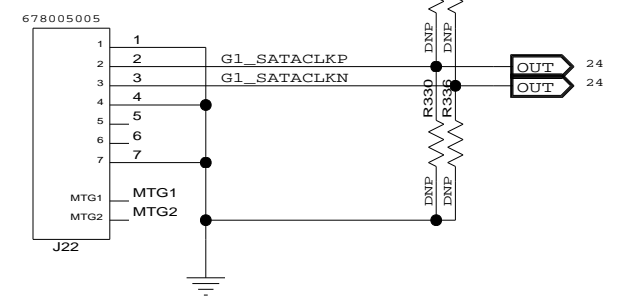 678005005
DNP DNP
1 1
2 2 G1_SATACLKP OUT 24
3 3 G1_SATACLKN OUT 24
4 4
R330 R336
5 5
6 6
7 7
DNP DNP
MTG1 MTG1
MTG2 MTG2
J22